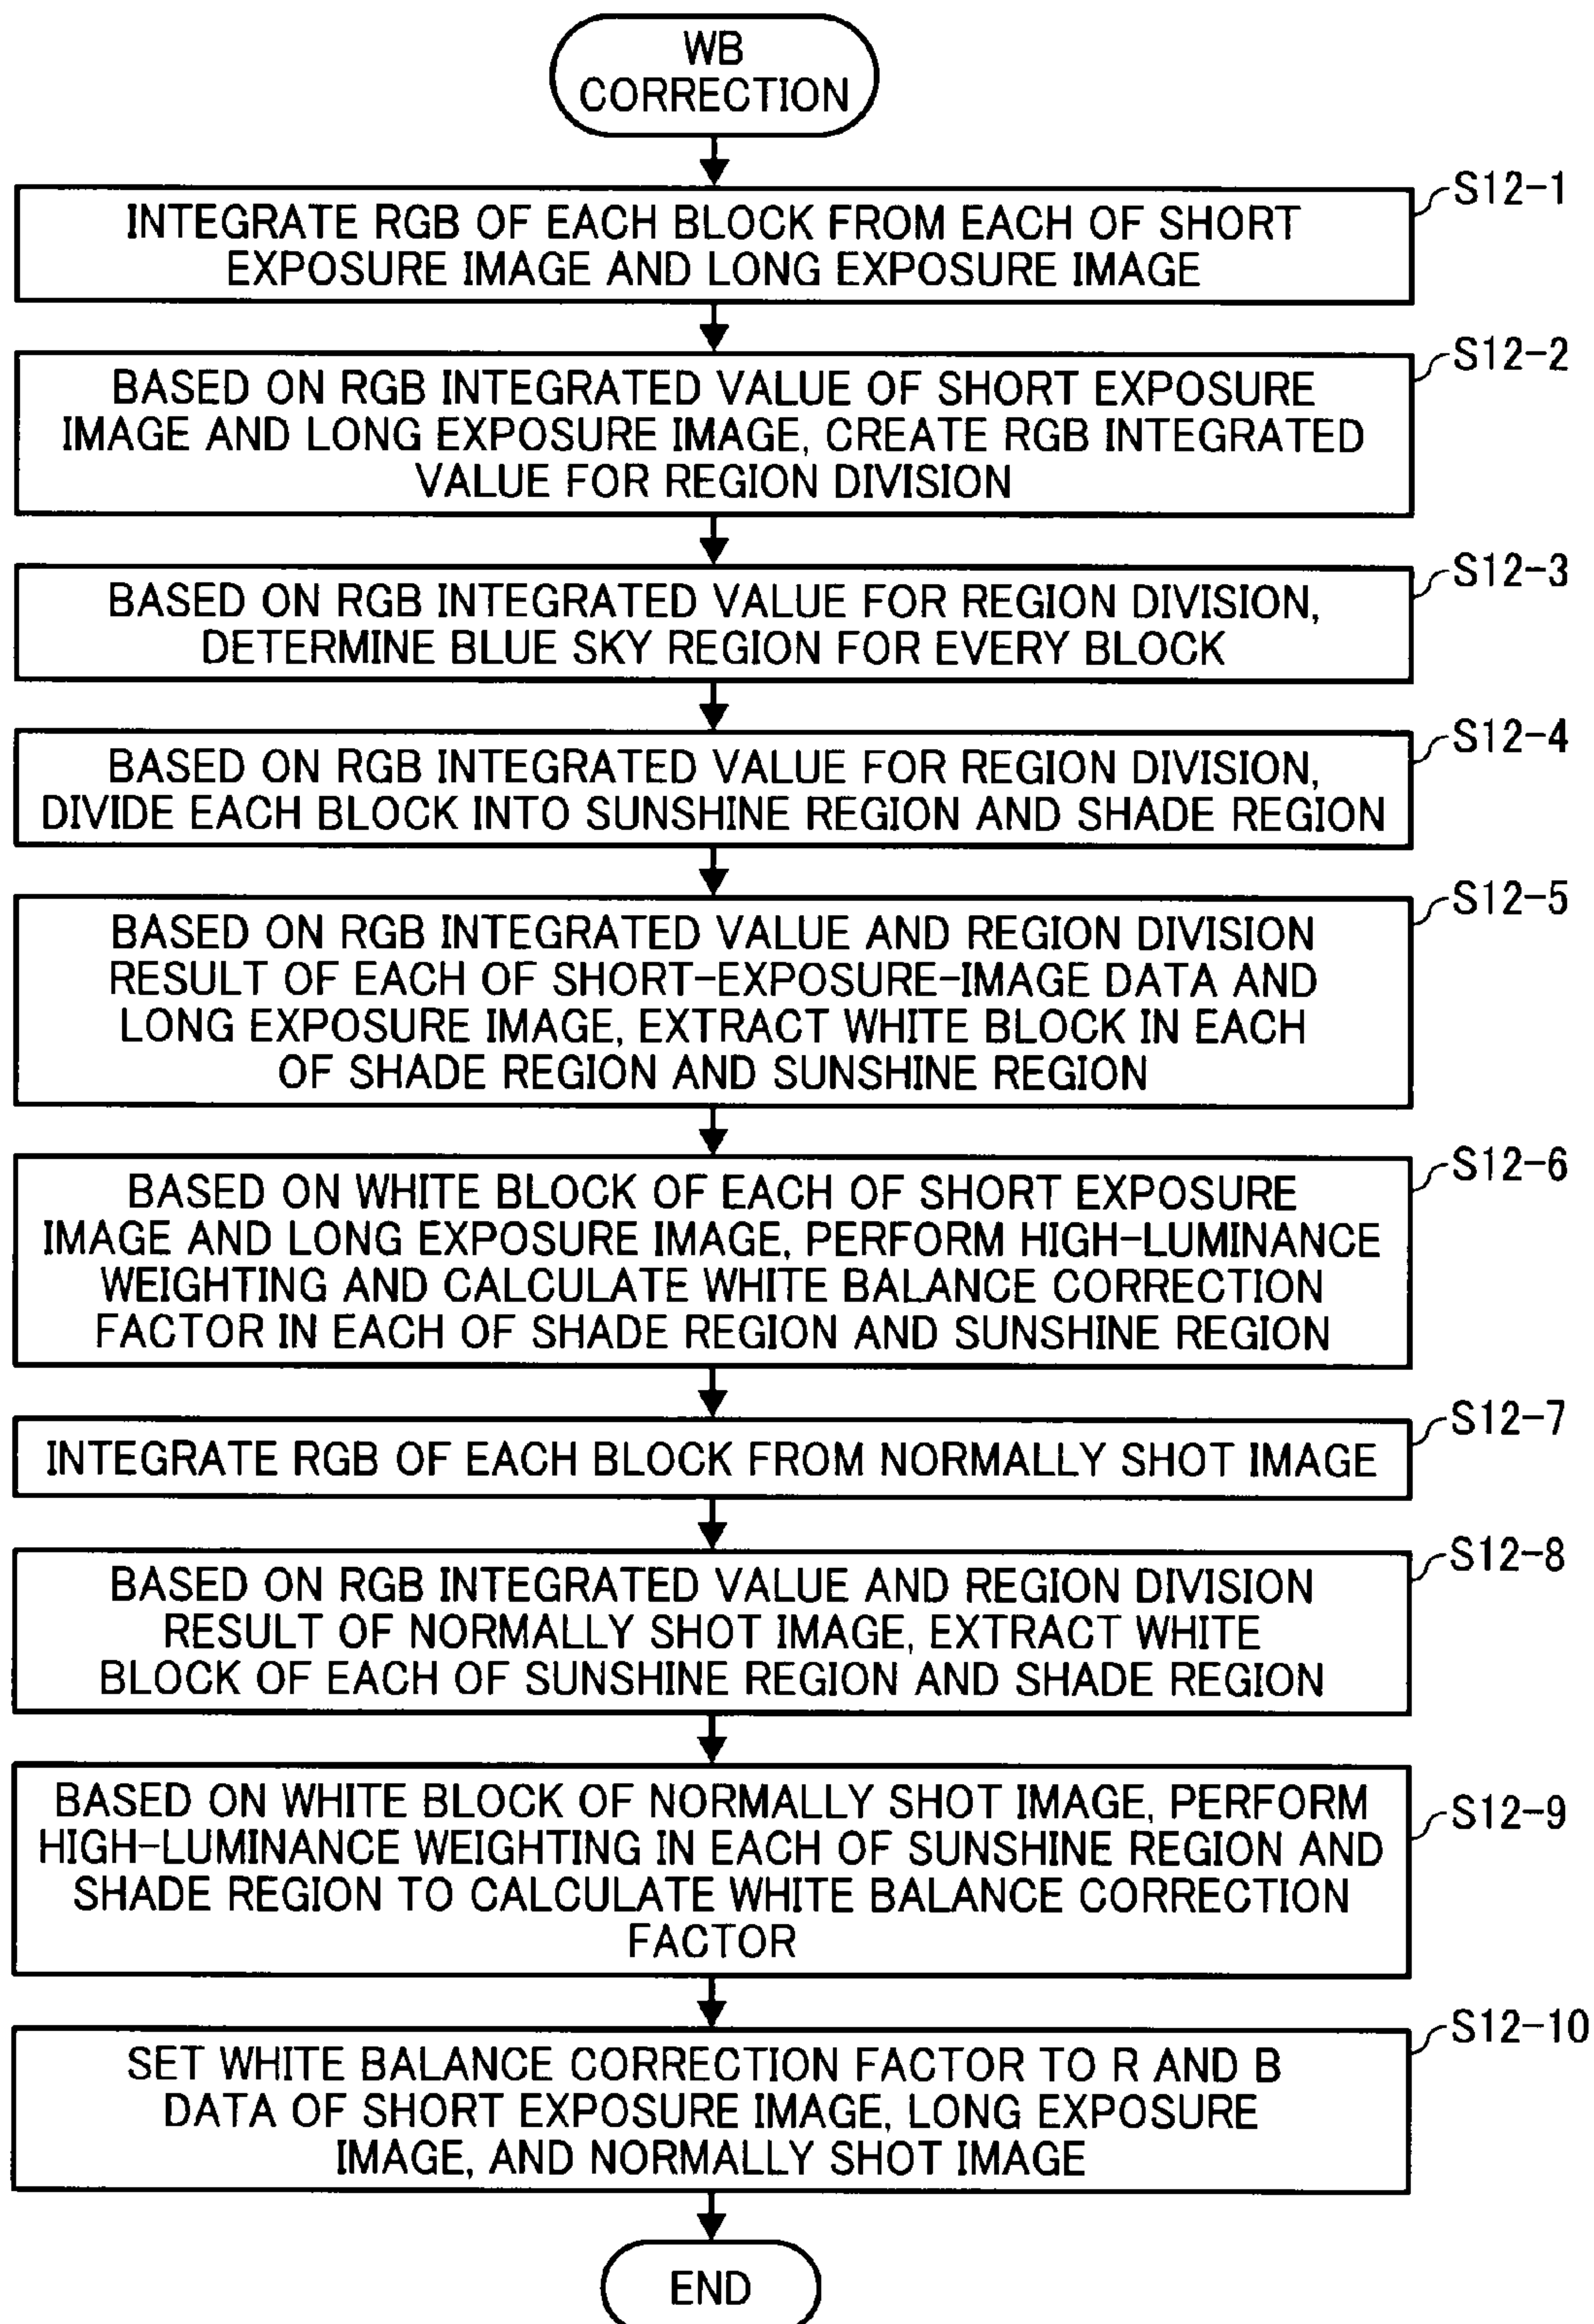 WB
CORRECTION
S12-1
INTEGRATE RGB OF EACH BLOCK FROM EACH OF SHORT
EXPOSURE IMAGE AND LONG EXPOSURE IMAGE
S12-2
BASED ON RGB INTEGRATED VALUE OF SHORT EXPOSURE
IMAGE AND LONG EXPOSURE IMAGE, CREATE RGB INTEGRATED
VALUE FOR REGION DIVISION
S12-3
BASED ON RGB INTEGRATED VALUE FOR REGION DIVISION,
DETERMINE BLUE SKY REGION FOR EVERY BLOCK
S12-4
BASED ON RGB INTEGRATED VALUE FOR REGION DIVISION,
DIVIDE EACH BLOCK INTO SUNSHINE REGION AND SHADE REGION
S12-5
BASED ON RGB INTEGRATED VALUE AND REGION DIVISION
RESULT OF EACH OF SHORT-EXPOSURE-IMAGE DATA AND
LONG EXPOSURE IMAGE, EXTRACT WHITE BLOCK IN EACH
OF SHADE REGION AND SUNSHINE REGION
S12-6
BASED ON WHITE BLOCK OF EACH OF SHORT EXPOSURE
IMAGE AND LONG EXPOSURE IMAGE, PERFORM HIGH-LUMINANCE
WEIGHTING AND CALCULATE WHITE BALANCE CORRECTION
FACTOR IN EACH OF SHADE REGION AND SUNSHINE REGION
S12-7
INTEGRATE RGB OF EACH BLOCK FROM NORMALLY SHOT IMAGE
S12-8
BASED ON RGB INTEGRATED VALUE AND REGION DIVISION
RESULT OF NORMALLY SHOT IMAGE, EXTRACT WHITE
BLOCK OF EACH OF SUNSHINE REGION AND SHADE REGION
S12-9
BASED ON WHITE BLOCK OF NORMALLY SHOT IMAGE, PERFORM
HIGH-LUMINANCE WEIGHTING IN EACH OF SUNSHINE REGION AND
SHADE REGION TO CALCULATE WHITE BALANCE CORRECTION
FACTOR
S12-10
SET WHITE BALANCE CORRECTION FACTOR TO R AND B
DATA OF SHORT EXPOSURE IMAGE, LONG EXPOSURE
IMAGE, AND NORMALLY SHOT IMAGE
END